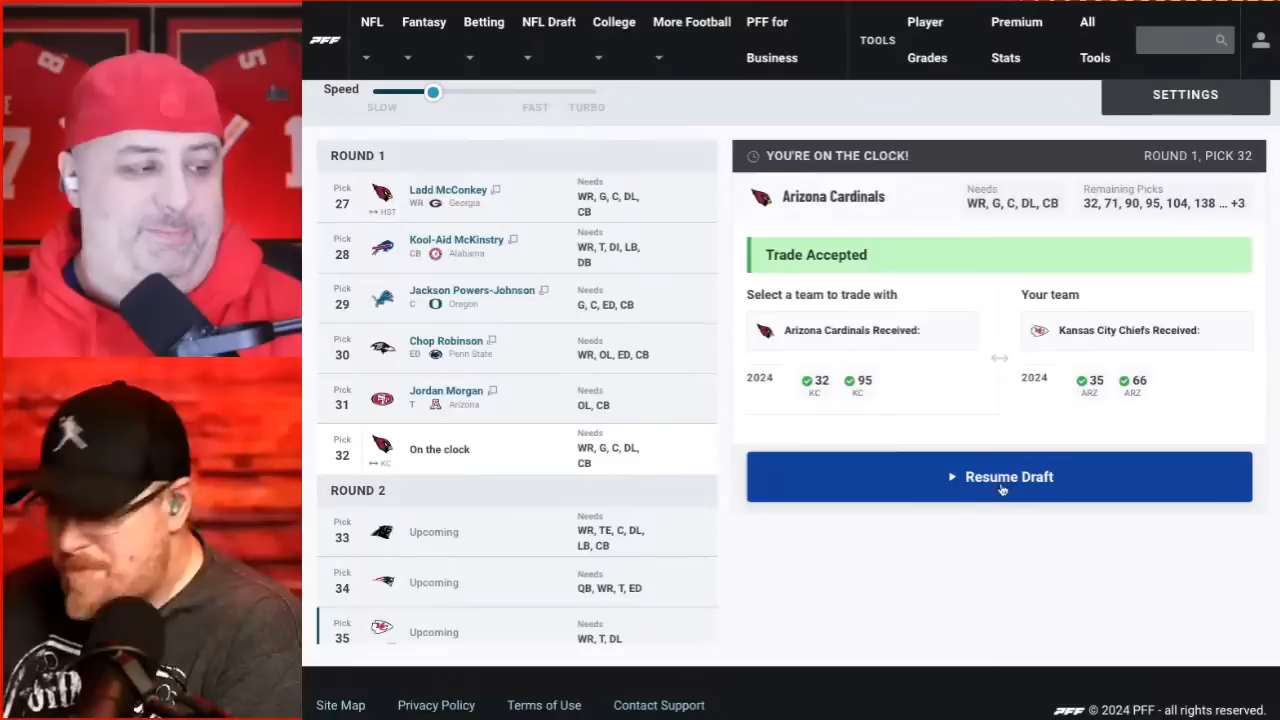 PFF
NFL
Fantasy
Betting
NFL Draft
College
More Football
PFF for
Business
TOOLS
Player
Grades
Premium
Stats
All
Tools
Speed
SLOW
FAST
TURBO
SETTINGS
ROUND 1
Pick
27
HST
Ladd McConkey
WR
Georgia
Needs
WR, G, C, DL,
CB
Pick
28
Kool-Aid McKinstry
CB
Alabama
Needs
WR, T, DI, LB,
DB
Pick
29
Jackson Powers-Johnson
C
Oregon
Needs
G, C, ED, CB
Pick
30
Chop Robinson
ED
Penn State
Needs
WR, OL, ED, CB
Pick
31
Jordan Morgan
T
Arizona
Needs
OL, CB
Pick
32
KC
On the clock
Needs
WR, G, C, DL,
CB
ROUND 2
Pick
33
Upcoming
Needs
WR, TE, C, DL,
LB, CB
Pick
34
Upcoming
Needs
QB, WR, T, ED
Pick
35
Upcoming
Needs
WR, T, DL
YOU'RE ON THE CLOCK!
ROUND 1, PICK 32
Arizona Cardinals
Needs
WR, G, C, DL, CB
Remaining Picks
32, 71, 90, 95, 104, 138 ... +3
Trade Accepted
Select a team to trade with
Your team
Arizona Cardinals Received:
Kansas City Chiefs Received:
2024
32
KC
95
KC
2024
35
ARZ
66
ARZ
Resume Draft
Site Map
Privacy Policy
Terms of Use
Contact Support
PFF © 2024 PFF - all rights reserved.